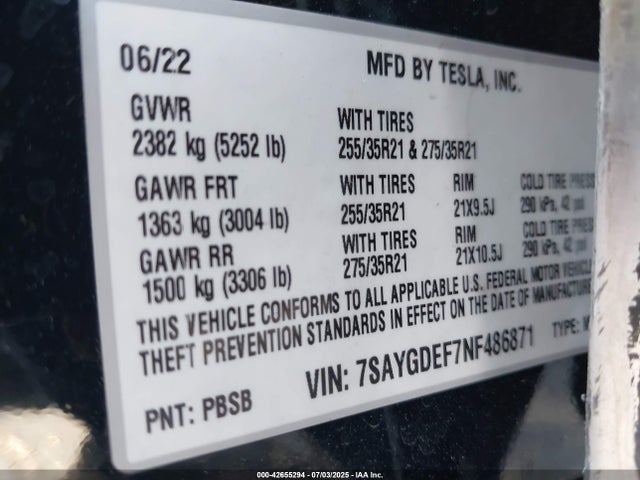 06/22 MFD BY TESLA, INC.
GVWR
2382 kg (5252 lb) WITH TIRES
255/35R21 & 275/35R21
GAWR FRT WITH TIRES RIM COLD TIRE PRESS
1363 kg (3004 lb) 255/35R21 21X9.5J 290 kPa, 42 psi
GAWR RR WITH TIRES RIM COLD TIRE PRESS
1500 kg (3306 lb) 275/35R21 21X10.5J 290 kPa, 42 psi
THIS VEHICLE CONFORMS TO ALL APPLICABLE U.S. FEDERAL MOTOR VEHICLE
THEFT PREVENTION STANDARDS IN EFFECT ON THE DATE OF MANUFACTURE
PNT: PBSB VIN: 7SAYGDEF7NF486871 TYPE: M
000-42655294 - 07/03/2025 - IAA Inc.